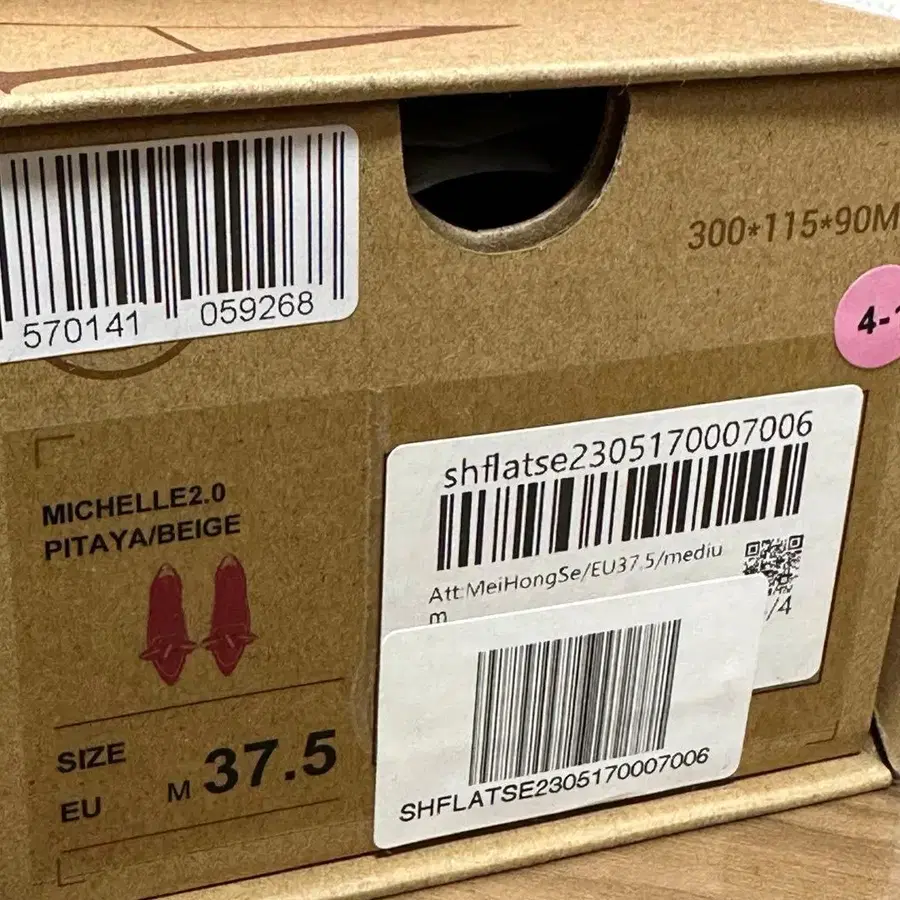 570141 059268
300*115*90M
4-1
MICHELLE2.0
PITAYA/BEIGE
SIZE
EU M 37.5
shflatse2305170007006
Att:MeiHongSe/EU37.5/mediu
m
/4
SHFLATSE2305170007006